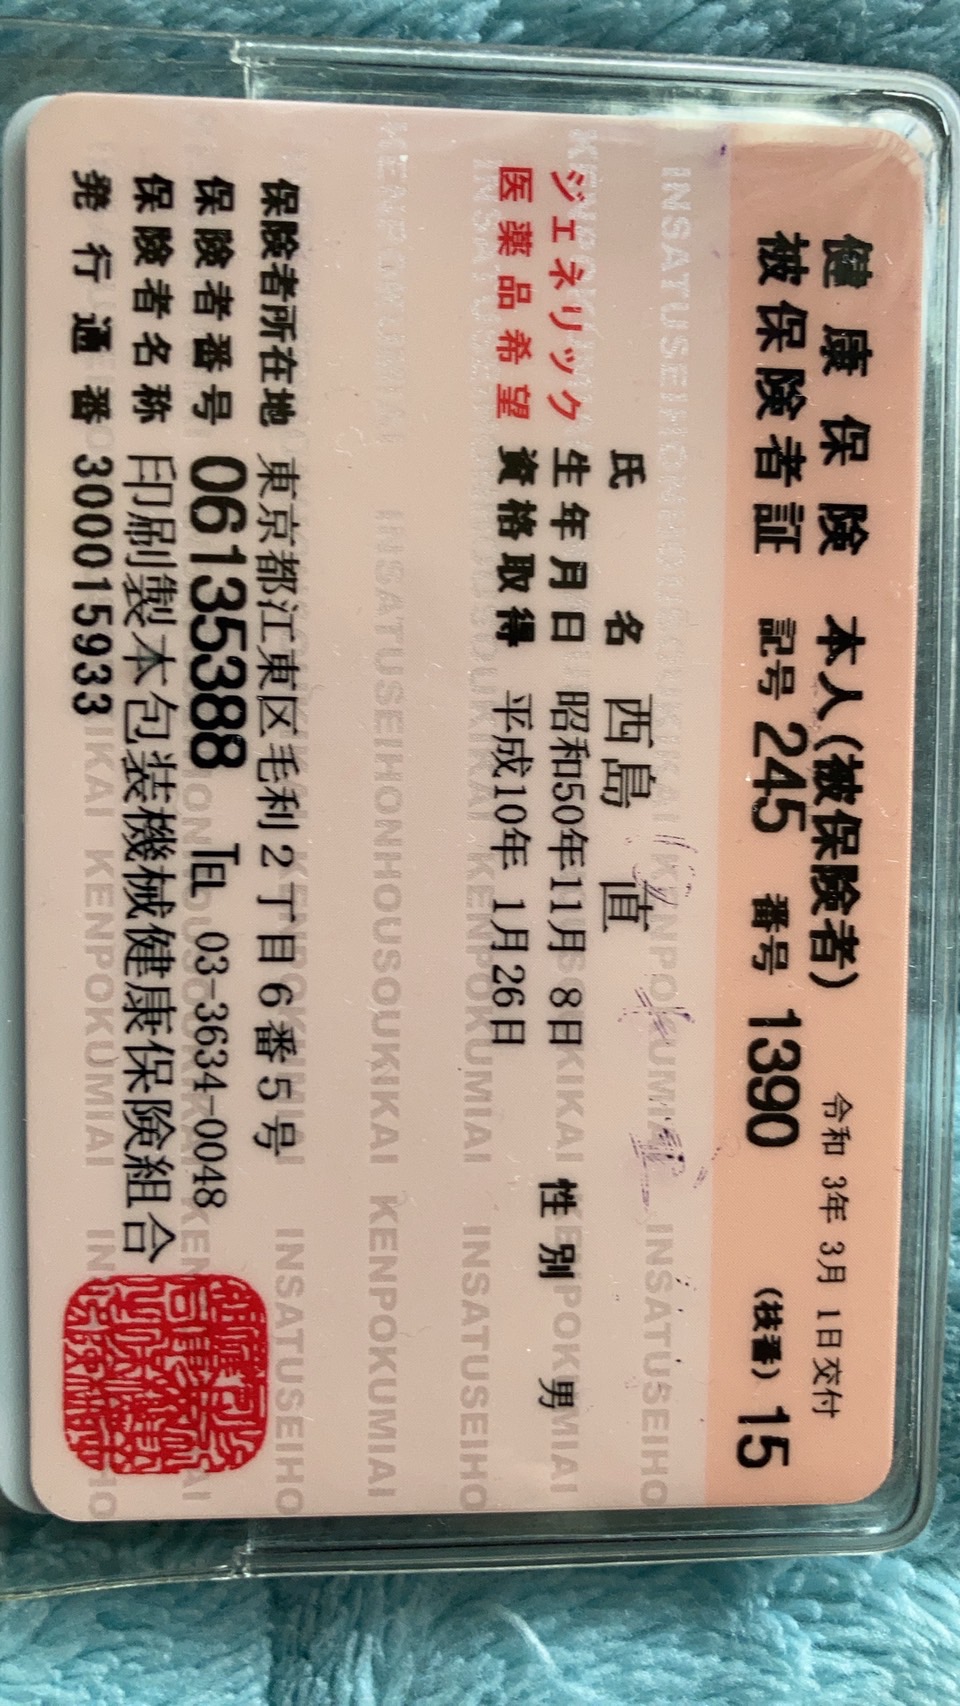 健康保険 本人(被保険者) 令和 3年 3月 1日交付
被保険者証 記号 245 番号 1390 (枝番) 15
氏名 西島 直
ジェネリック 生年月日 昭和50年11月 8日 性別 男
医薬品希望 資格取得 平成10年 1月26日
保険者所在地 東京都江東区毛利2丁目6番5号
保険者番号 06135388 TEL 03-3634-0048
保険者名称 印刷製本包装機械健康保険組合
発行通番 300015933
INSATUSEIHONHOUSOUKIKAI KENPOKUMIAI INSATUSEIHO